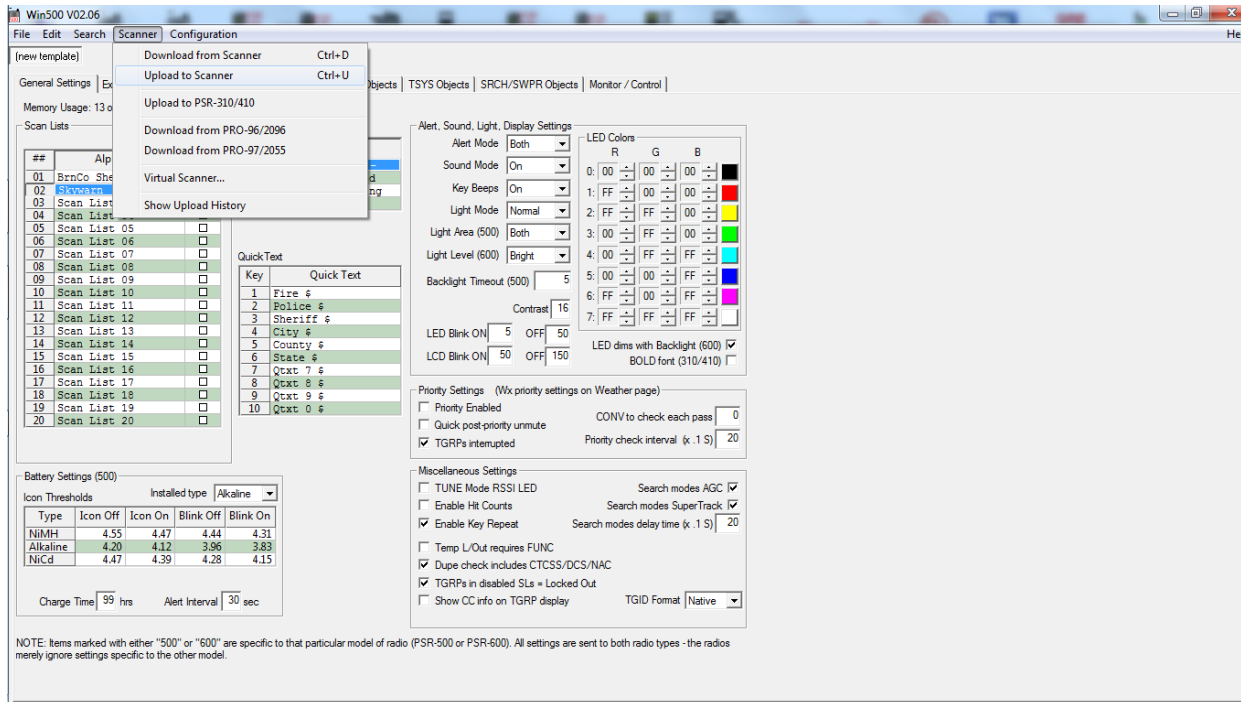 Win500 V02.06
File Edit Search Scanner Configuration He
(new template)
Download from Scanner Ctrl+D
Upload to Scanner Ctrl+U
Upload to PSR-310/410
Download from PRO-96/2096
Download from PRO-97/2055
Virtual Scanner...
Show Upload History
General Settings Ex bjects TSYS Objects SRCH/SWPR Objects Monitor / Control
Memory Usage: 13 o
Scan Lists
## Alp
01 BrnCo She
02 Skywarn
03 Scan List
04 Scan List
05 Scan List 05
06 Scan List 06
07 Scan List 07
08 Scan List 08
09 Scan List 09
10 Scan List 10
11 Scan List 11
12 Scan List 12
13 Scan List 13
14 Scan List 14
15 Scan List 15
16 Scan List 16
17 Scan List 17
18 Scan List 18
19 Scan List 19
20 Scan List 20
d
ng
Quick Text
Key Quick Text
1 Fire $
2 Police $
3 Sheriff $
4 City $
5 County $
6 State $
7 Qtxt 7 $
8 Qtxt 8 $
9 Qtxt 9 $
10 Qtxt 0 $
Alert, Sound, Light, Display Settings
Alert Mode Both
Sound Mode On
Key Beeps On
Light Mode Normal
Light Area (500) Both
Light Level (600) Bright
Backlight Timeout (500) 5
Contrast 16
LED Blink ON 5 OFF 50
LCD Blink ON 50 OFF 150
LED Colors
R G B
0: 00 00 00
1: FF 00 00
2: FF FF 00
3: 00 FF 00
4: 00 FF FF
5: 00 00 FF
6: FF 00 FF
7: FF FF FF
LED dims with Backlight (600)
BOLD font (310/410)
Priority Settings (Wx priority settings on Weather page)
Priority Enabled
Quick post-priority unmute
TGRPs interrupted
CONV to check each pass 0
Priority check interval (x .1 S) 20
Battery Settings (500)
Icon Thresholds Installed type Alkaline
Type Icon Off Icon On Blink Off Blink On
NiMH 4.55 4.47 4.44 4.31
Alkaline 4.20 4.12 3.96 3.83
NiCd 4.47 4.39 4.28 4.15
Charge Time 99 hrs Alert Interval 30 sec
Miscellaneous Settings
TUNE Mode RSSI LED
Enable Hit Counts
Enable Key Repeat
Temp L/Out requires FUNC
Dupe check includes CTCSS/DCS/NAC
TGRPs in disabled SLs = Locked Out
Show CC info on TGRP display
Search modes AGC
Search modes SuperTrack
Search modes delay time (x .1 S) 20
TGID Format Native
NOTE: Items marked with either "500" or "600" are specific to that particular model of radio (PSR-500 or PSR-600). All settings are sent to both radio types - the radios
merely ignore settings specific to the other model.